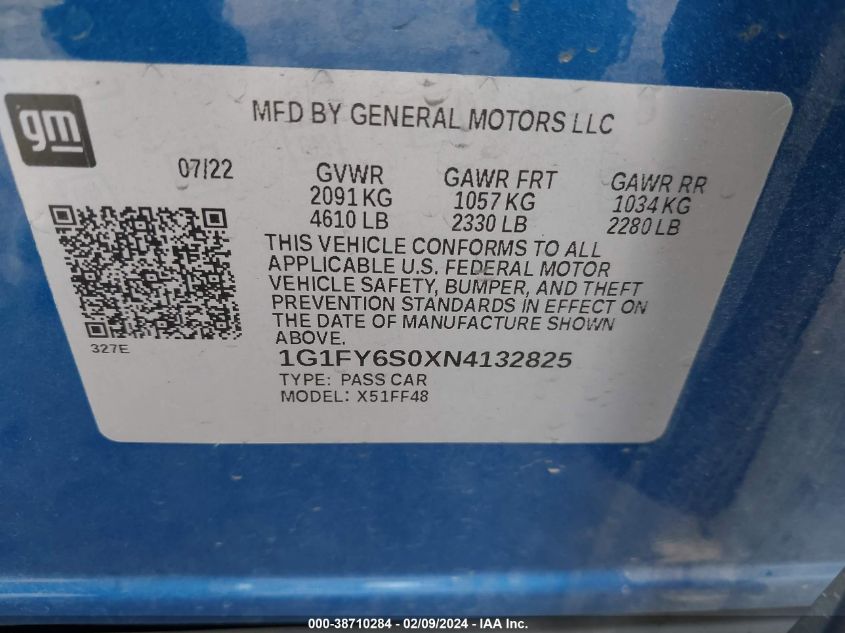 gm
MFD BY GENERAL MOTORS LLC
07/22
GVWR
2091 KG
4610 LB
GAWR FRT
1057 KG
2330 LB
GAWR RR
1034 KG
2280 LB
THIS VEHICLE CONFORMS TO ALL
APPLICABLE U.S. FEDERAL MOTOR
VEHICLE SAFETY, BUMPER, AND THEFT
PREVENTION STANDARDS IN EFFECT ON
THE DATE OF MANUFACTURE SHOWN
ABOVE.
327E
1G1FY6S0XN4132825
TYPE: PASS CAR
MODEL: X51FF48
000-38710284 - 02/09/2024 - IAA Inc.